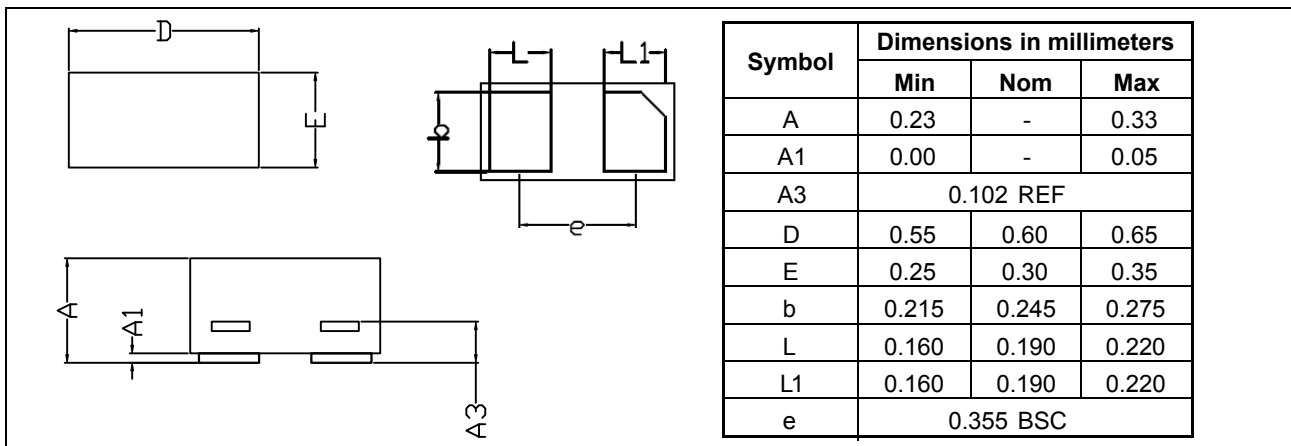 D
E
L
L1
b
e
A
A1
A3
Symbol
Dimensions in millimeters
Min Nom Max
A 0.23 - 0.33
A1 0.00 - 0.05
A3 0.102 REF
D 0.55 0.60 0.65
E 0.25 0.30 0.35
b 0.215 0.245 0.275
L 0.160 0.190 0.220
L1 0.160 0.190 0.220
e 0.355 BSC